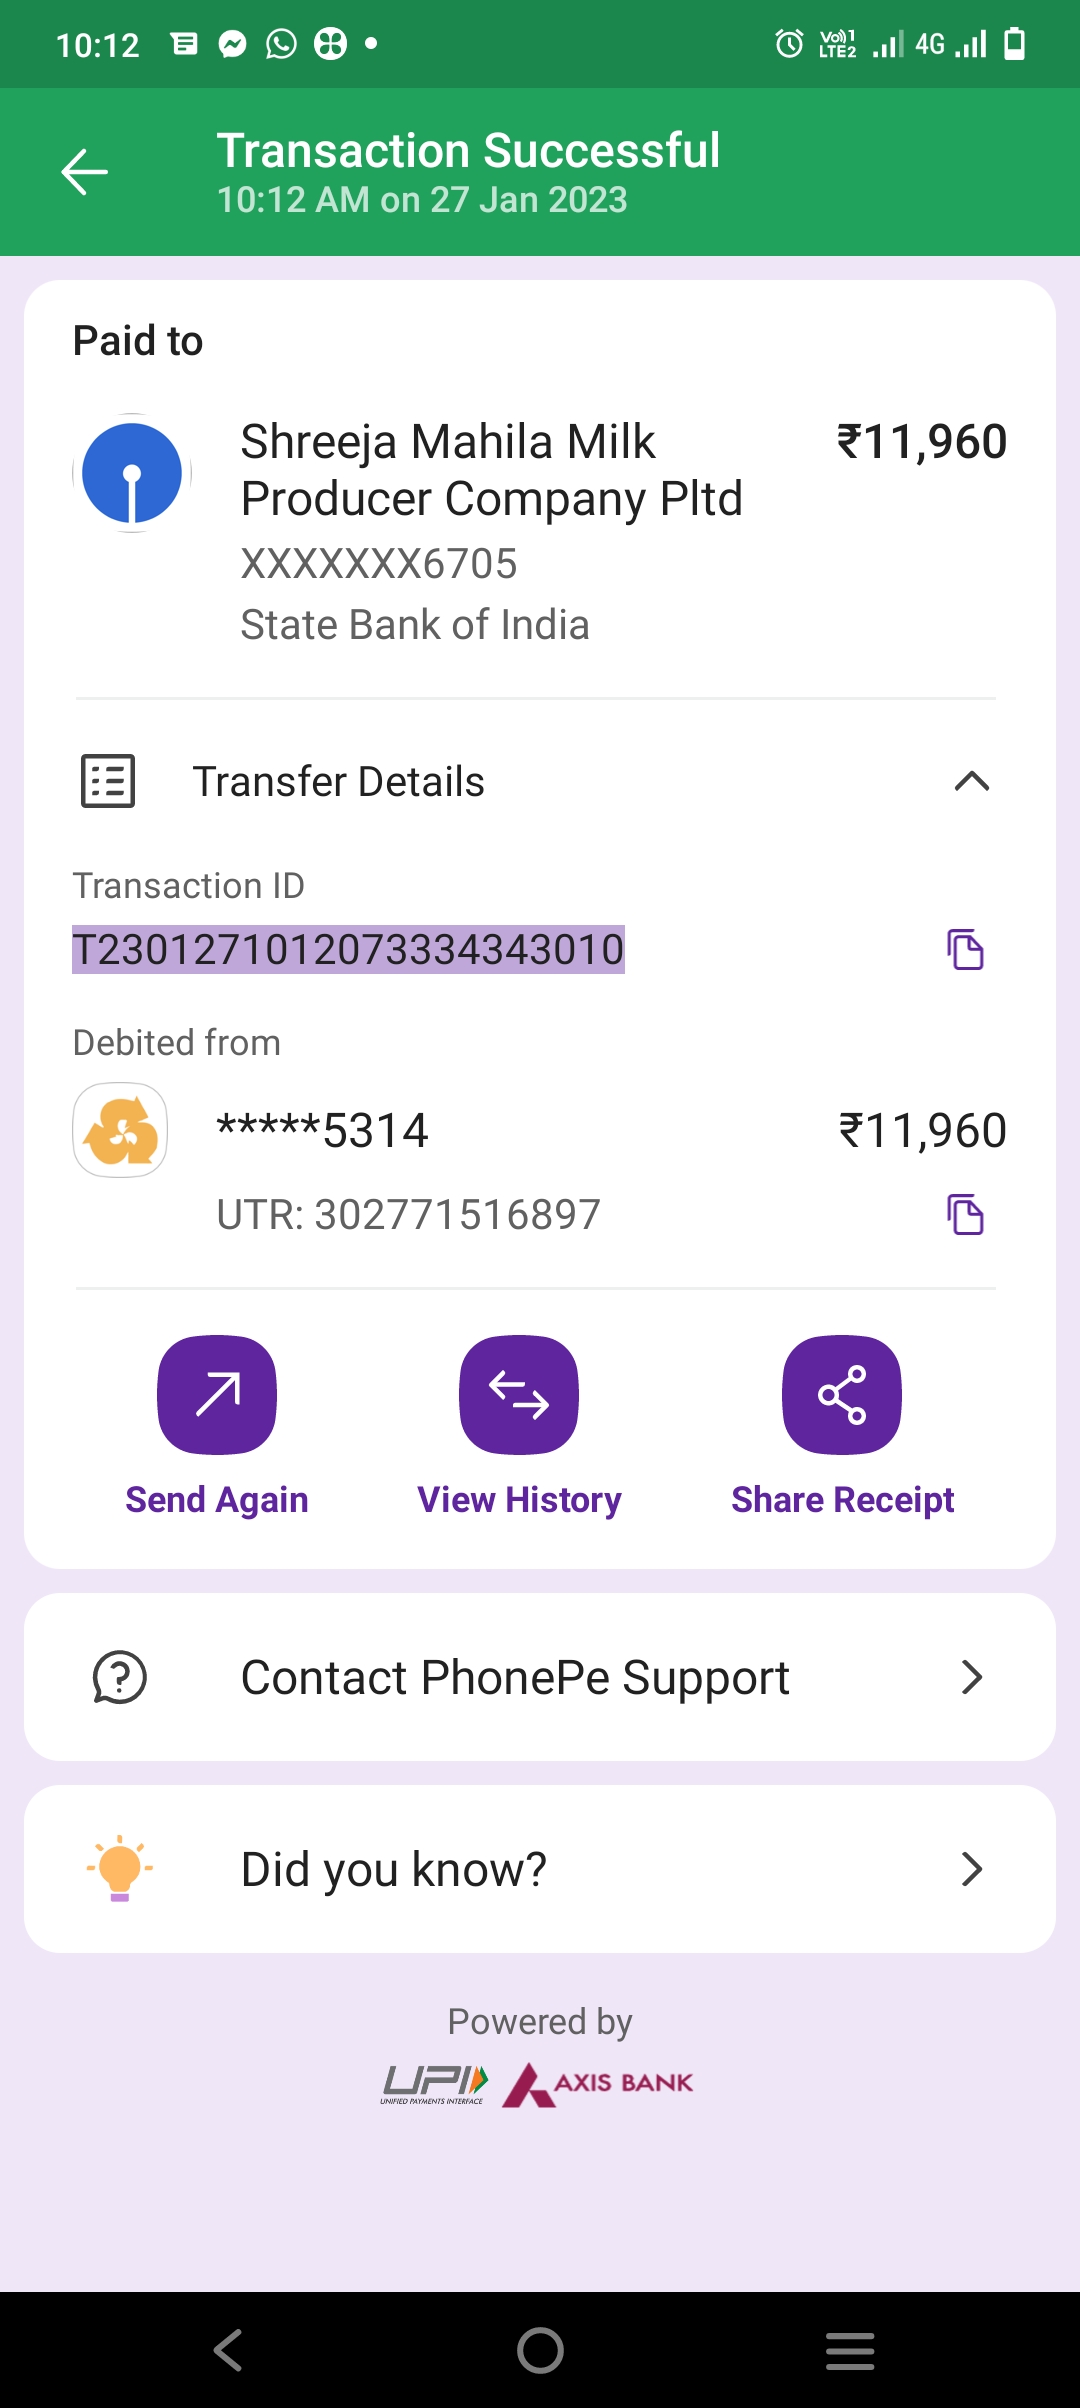 10:12
Vo))1
LTE2
4G
Transaction Successful
10:12 AM on 27 Jan 2023
Paid to
Shreeja Mahila Milk
Producer Company Pltd
₹11,960
XXXXXXX6705
State Bank of India
Transfer Details
Transaction ID
T2301271012073334343010
Debited from
*****5314
₹11,960
UTR: 302771516897
Send Again
View History
Share Receipt
Contact PhonePe Support
Did you know?
Powered by
UPI
UNIFIED PAYMENTS INTERFACE
AXIS BANK